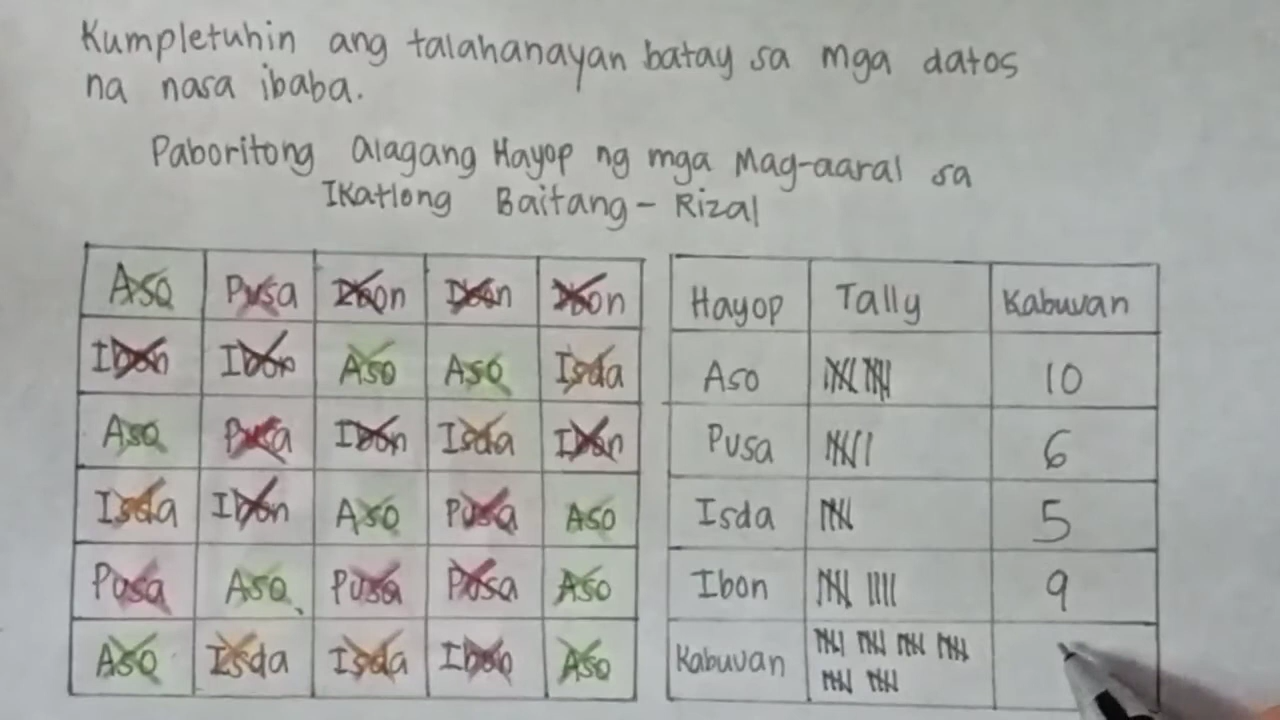 Kumpletuhin ang talahanayan batay sa mga datos
na nasa ibaba.
Paboritong alagang Hayop ng mga Mag-aaral sa
Ikatlong Baitang - Rizal
Aso Pusa Ibon Ibon Ibon
Ibon Ibon Aso Aso Isda
Aso Pusa Ibon Isda Ibon
Isda Ibon Aso Pusa Aso
Pusa Aso Pusa Pusa Aso
Aso Isda Isda Ibon Aso
Hayop Tally Kabuuan
Aso 10
Pusa 6
Isda 5
Ibon 9
Kabuuan